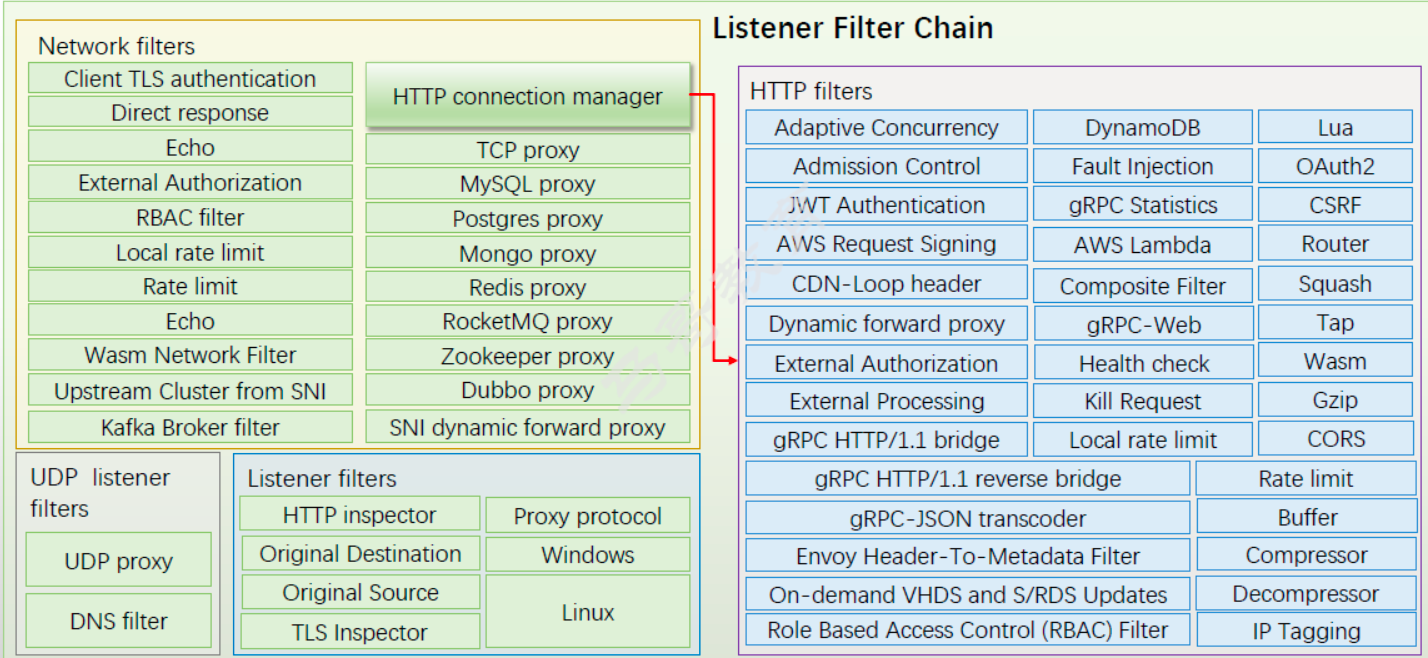 Listener Filter Chain
Network filters
Client TLS authentication
Direct response
Echo
External Authorization
RBAC filter
Local rate limit
Rate limit
Echo
Wasm Network Filter
Upstream Cluster from SNI
Kafka Broker filter
HTTP connection manager
TCP proxy
MySQL proxy
Postgres proxy
Mongo proxy
Redis proxy
RocketMQ proxy
Zookeeper proxy
Dubbo proxy
SNI dynamic forward proxy
UDP listener
filters
UDP proxy
DNS filter
Listener filters
HTTP inspector
Original Destination
Original Source
TLS Inspector
Proxy protocol
Windows
Linux
HTTP filters
Adaptive Concurrency
DynamoDB
Lua
Admission Control
Fault Injection
OAuth2
JWT Authentication
gRPC Statistics
CSRF
AWS Request Signing
AWS Lambda
Router
CDN-Loop header
Composite Filter
Squash
Dynamic forward proxy
gRPC-Web
Tap
External Authorization
Health check
Wasm
External Processing
Kill Request
Gzip
gRPC HTTP/1.1 bridge
Local rate limit
CORS
gRPC HTTP/1.1 reverse bridge
Rate limit
gRPC-JSON transcoder
Buffer
Envoy Header-To-Metadata Filter
Compressor
On-demand VHDS and S/RDS Updates
Decompressor
Role Based Access Control (RBAC) Filter
IP Tagging